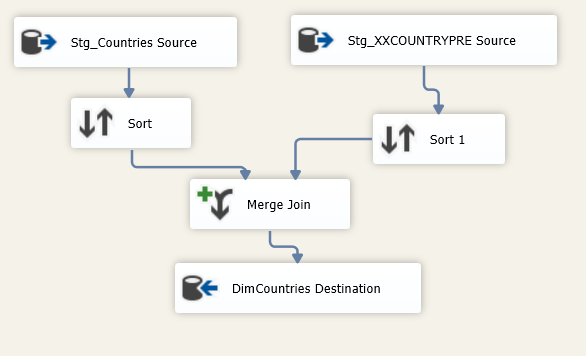 Stg_Countries Source
Stg_XXCOUNTRYPRE Source
Sort
Sort 1
Merge Join
DimCountries Destination